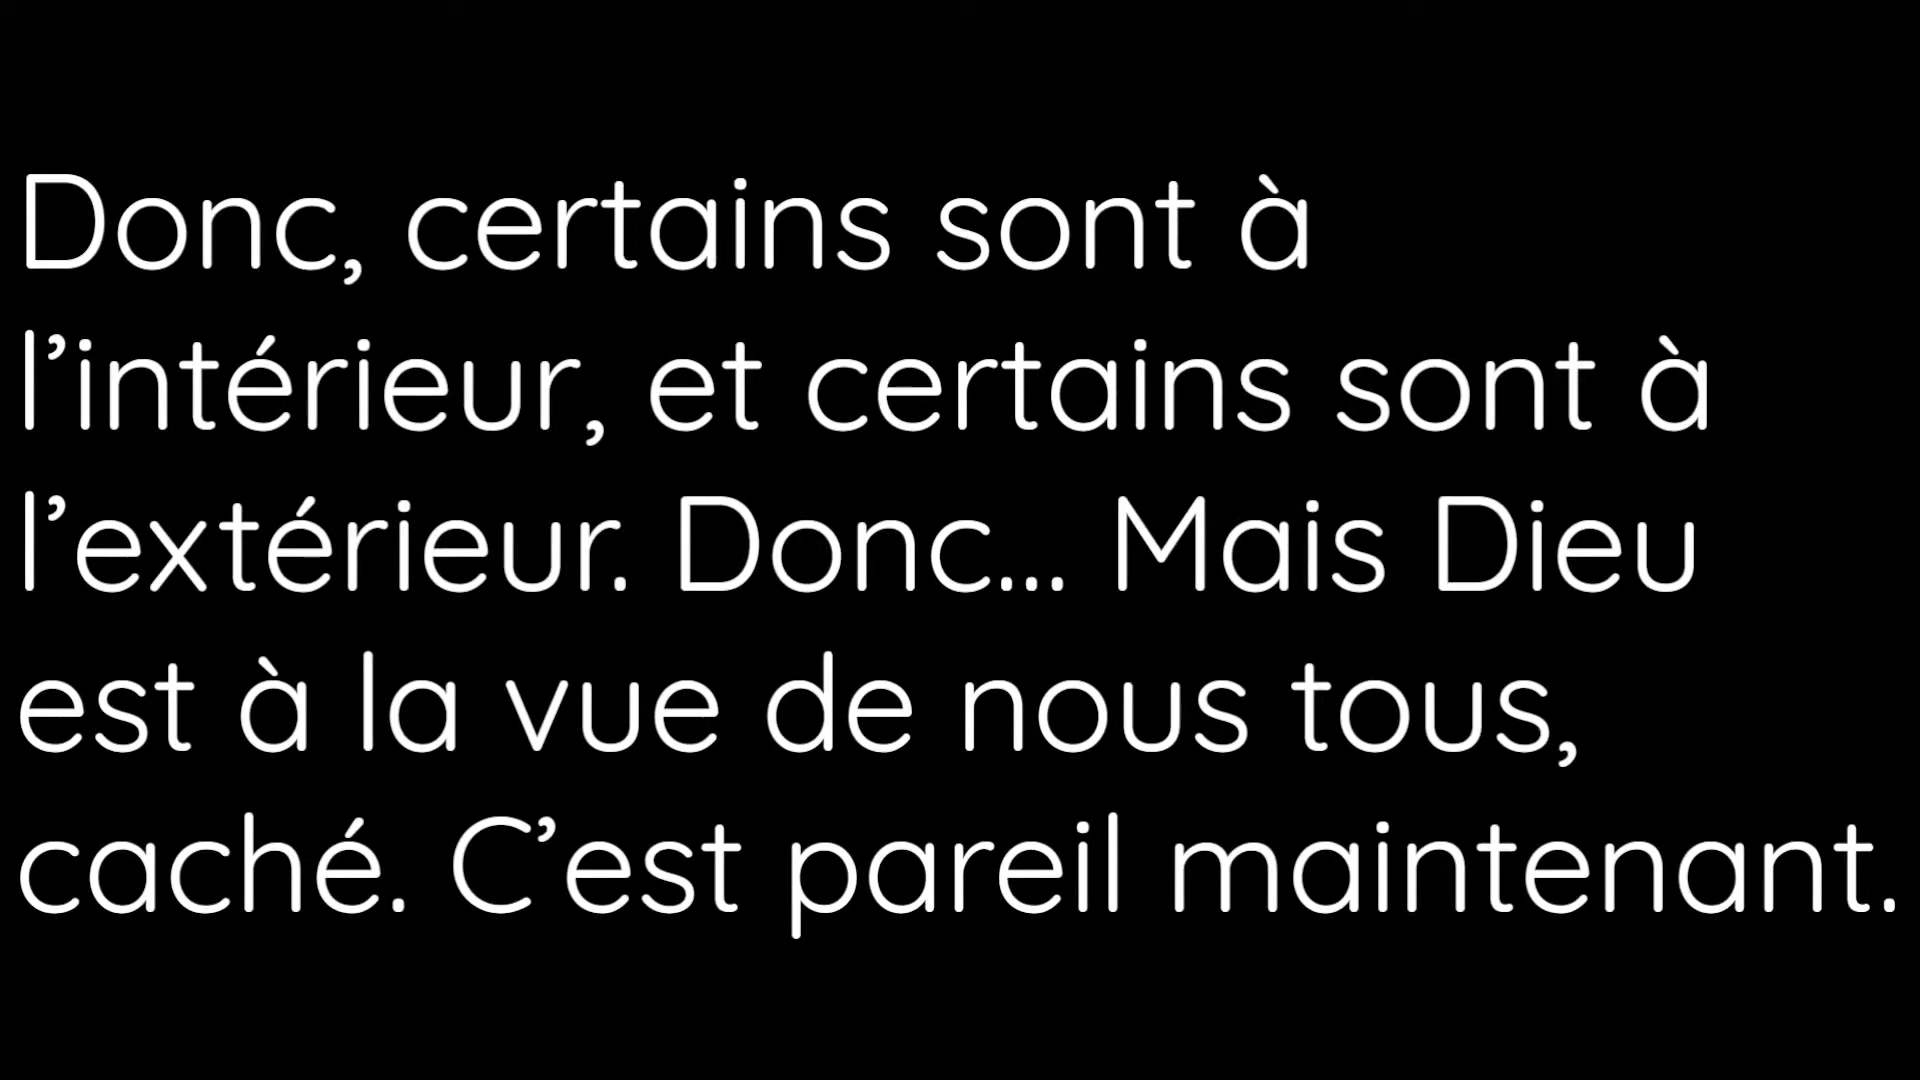 Donc, certains sont à
l’intérieur, et certains sont à
l’extérieur. Donc... Mais Dieu
est à la vue de nous tous,
caché. C’est pareil maintenant.